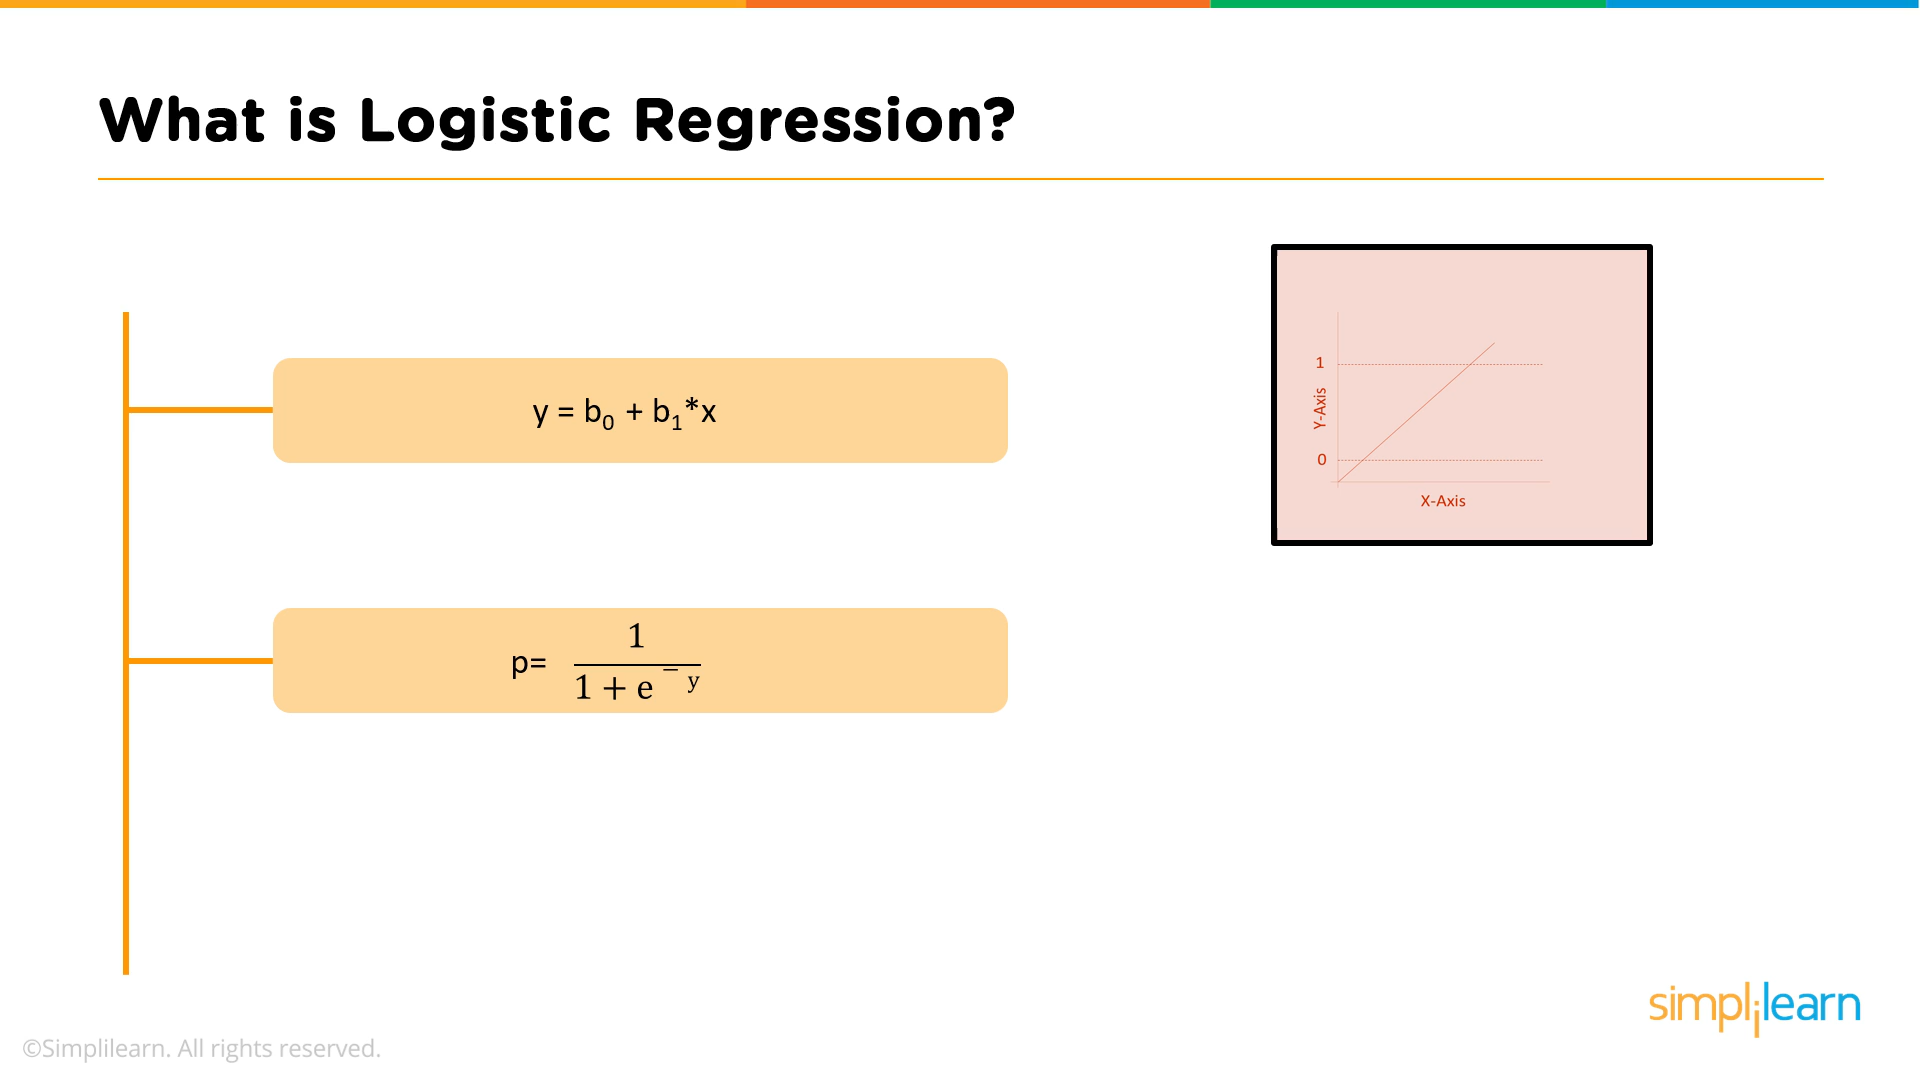 What is Logistic Regression?
y = b₀ + b₁*x
1
Y-Axis
0
X-Axis
p= 1
1 + e ⁻ y
simplilearn
©Simplilearn. All rights reserved.